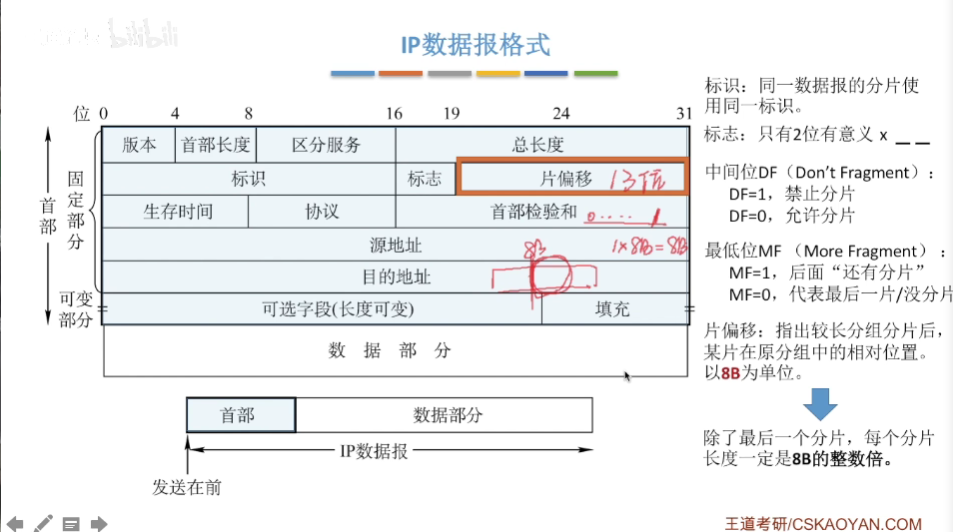 bilibili
IP数据报格式
位 0 4 8 16 19 24 31
版本 首部长度 区分服务 总长度
标识 标志 片偏移 13位
生存时间 协议 首部检验和 0....1
源地址 8B 1×8B=8B
目的地址
可选字段(长度可变) 填充
数 据 部 分
首部
固定部分
可变部分
首部 数据部分
IP数据报
发送在前
标识：同一数据报的分片使
用同一标识。
标志：只有2位有意义 x _ _
中间位DF（Don't Fragment）：
DF=1，禁止分片
DF=0，允许分片
最低位MF （More Fragment）：
MF=1，后面“还有分片”
MF=0，代表最后一片/没分片
片偏移：指出较长分组分片后，
某片在原分组中的相对位置。
以8B为单位。
除了最后一个分片，每个分片
长度一定是8B的整数倍。
王道考研/CSKAOYAN.COM